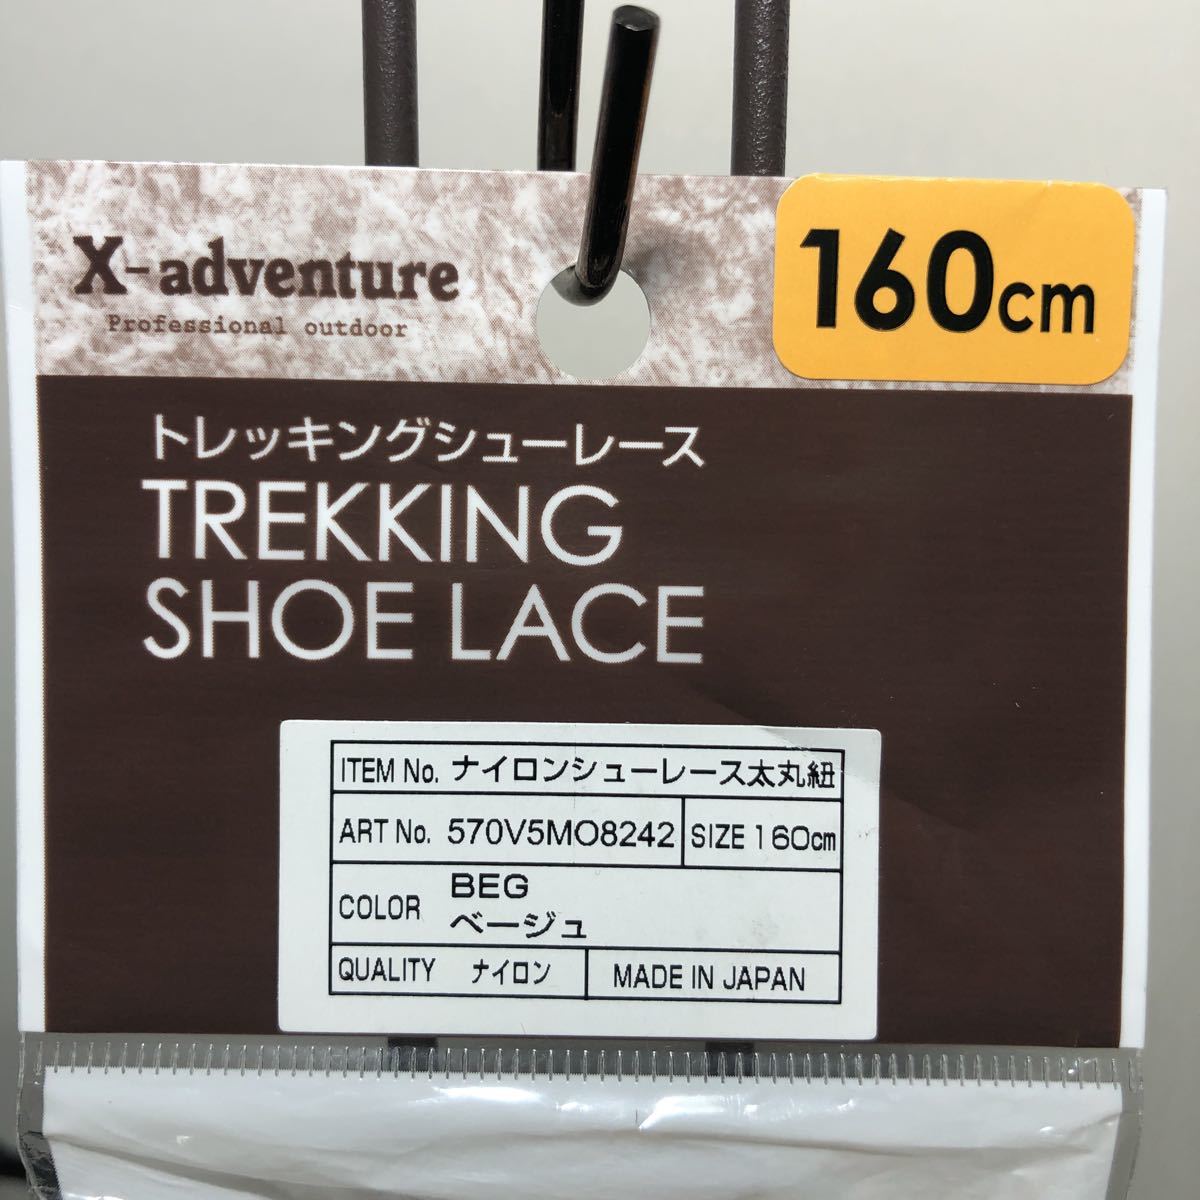 X-adventure
Professional outdoor
160cm
トレッキングシューレース
TREKKING
SHOE LACE
ITEM No. ナイロンシューレース太丸紐
ART No. 570V5MO8242 SIZE 160cm
COLOR BEG
ベージュ
QUALITY ナイロン MADE IN JAPAN